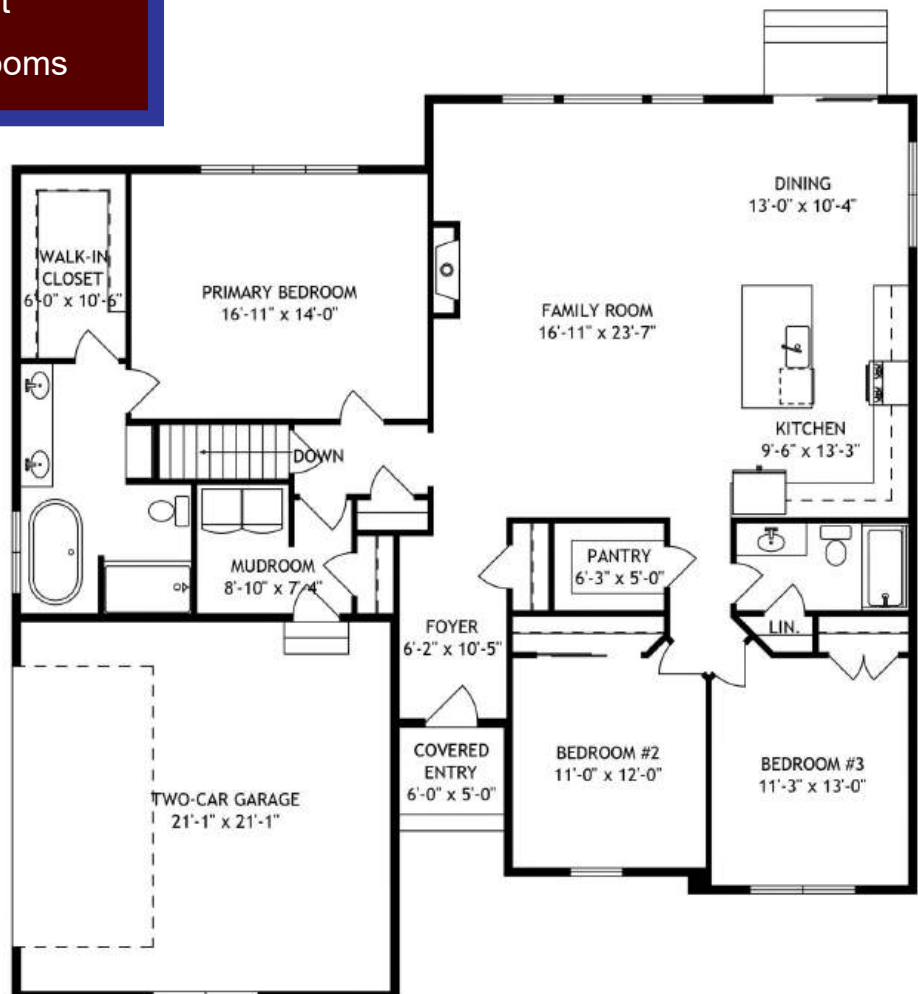 DINING
13'-0" x 10'-4"
WALK-IN
CLOSET
6'-0" x 10'-6"
PRIMARY BEDROOM
16'-11" x 14'-0"
FAMILY ROOM
16'-11" x 23'-7"
KITCHEN
9'-6" x 13'-3"
DOWN
MUDROOM
8'-10" x 7'-4"
PANTRY
6'-3" x 5'-0"
LIN.
FOYER
6'-2" x 10'-5"
COVERED
ENTRY
6'-0" x 5'-0"
BEDROOM #2
11'-0" x 12'-0"
BEDROOM #3
11'-3" x 13'-0"
TWO-CAR GARAGE
21'-1" x 21'-1"